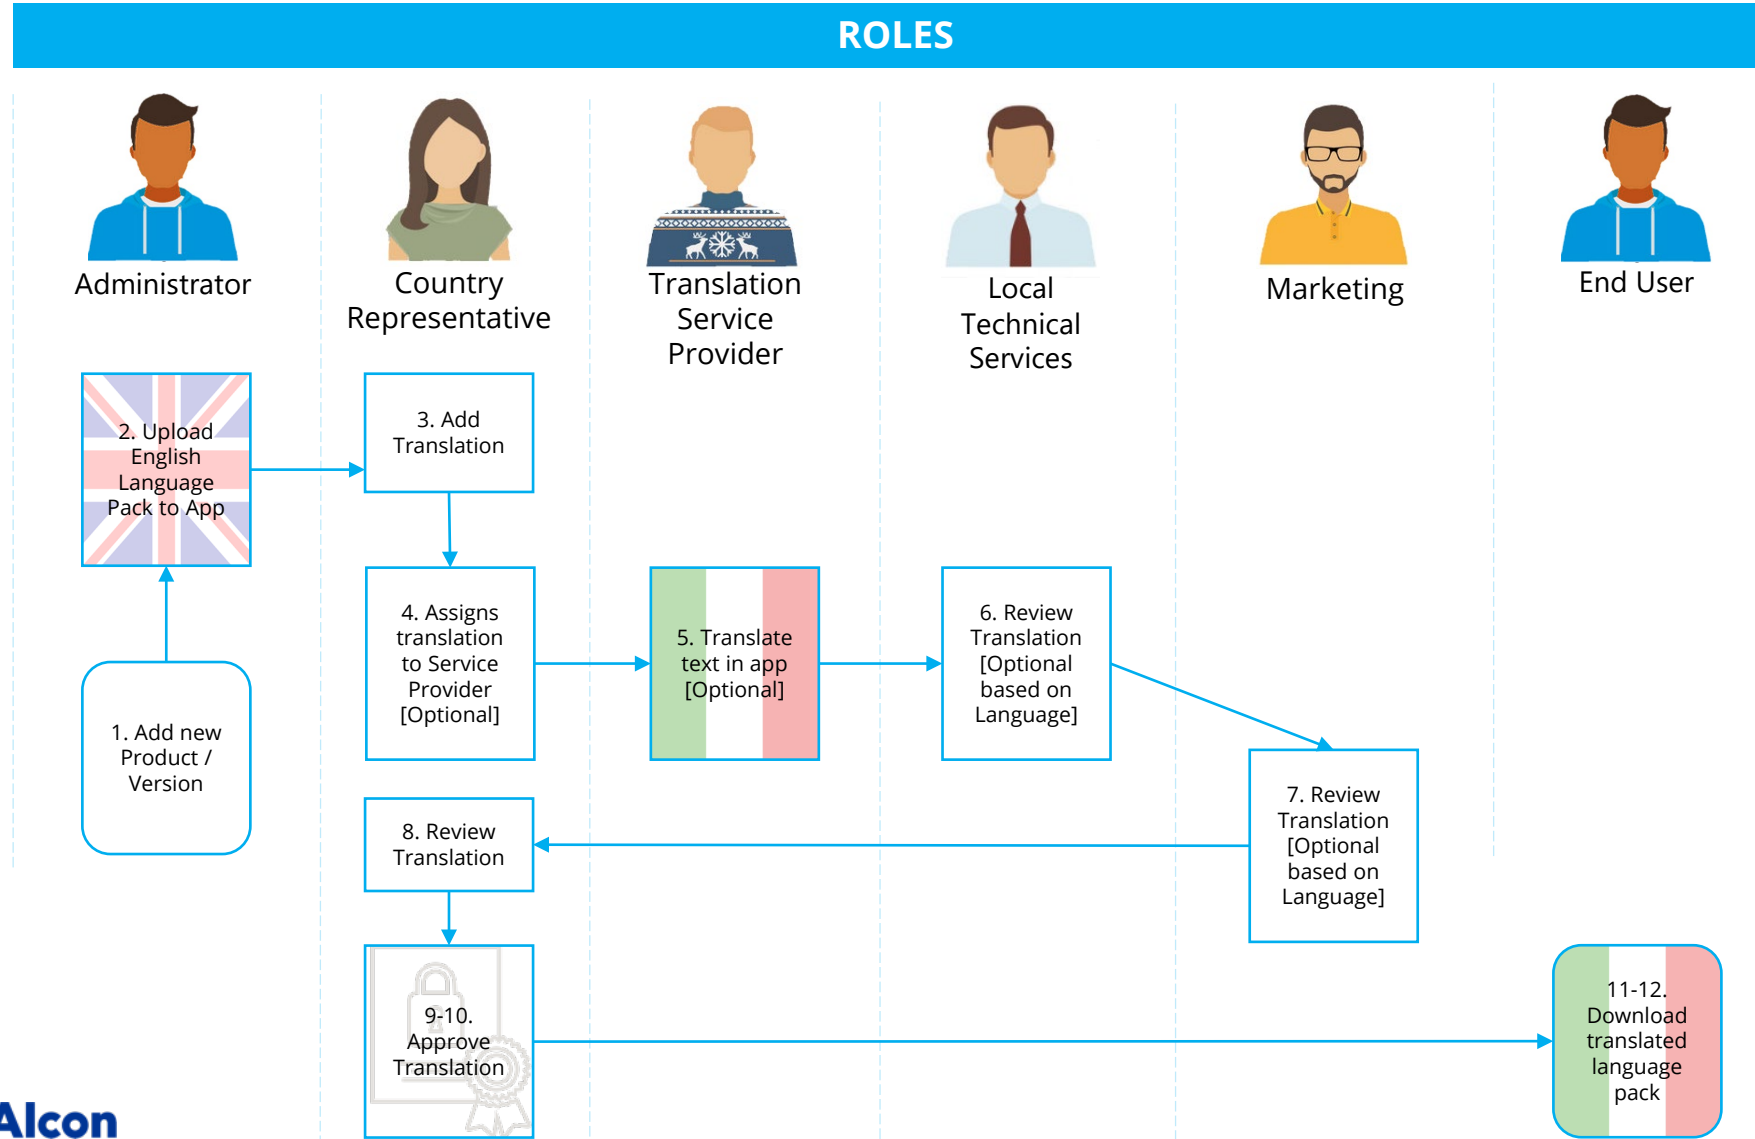 ROLES
Administrator
Country
Representative
Translation
Service
Provider
Local
Technical
Services
Marketing
End User
2. Upload
English
Language
Pack to App
3. Add
Translation
4. Assigns
translation
to Service
Provider
[Optional]
5. Translate
text in app
[Optional]
6. Review
Translation
[Optional
based on
Language]
1. Add new
Product /
Version
7. Review
Translation
[Optional
based on
Language]
8. Review
Translation
9-10.
Approve
Translation
11-12.
Download
translated
language
pack
Alcon